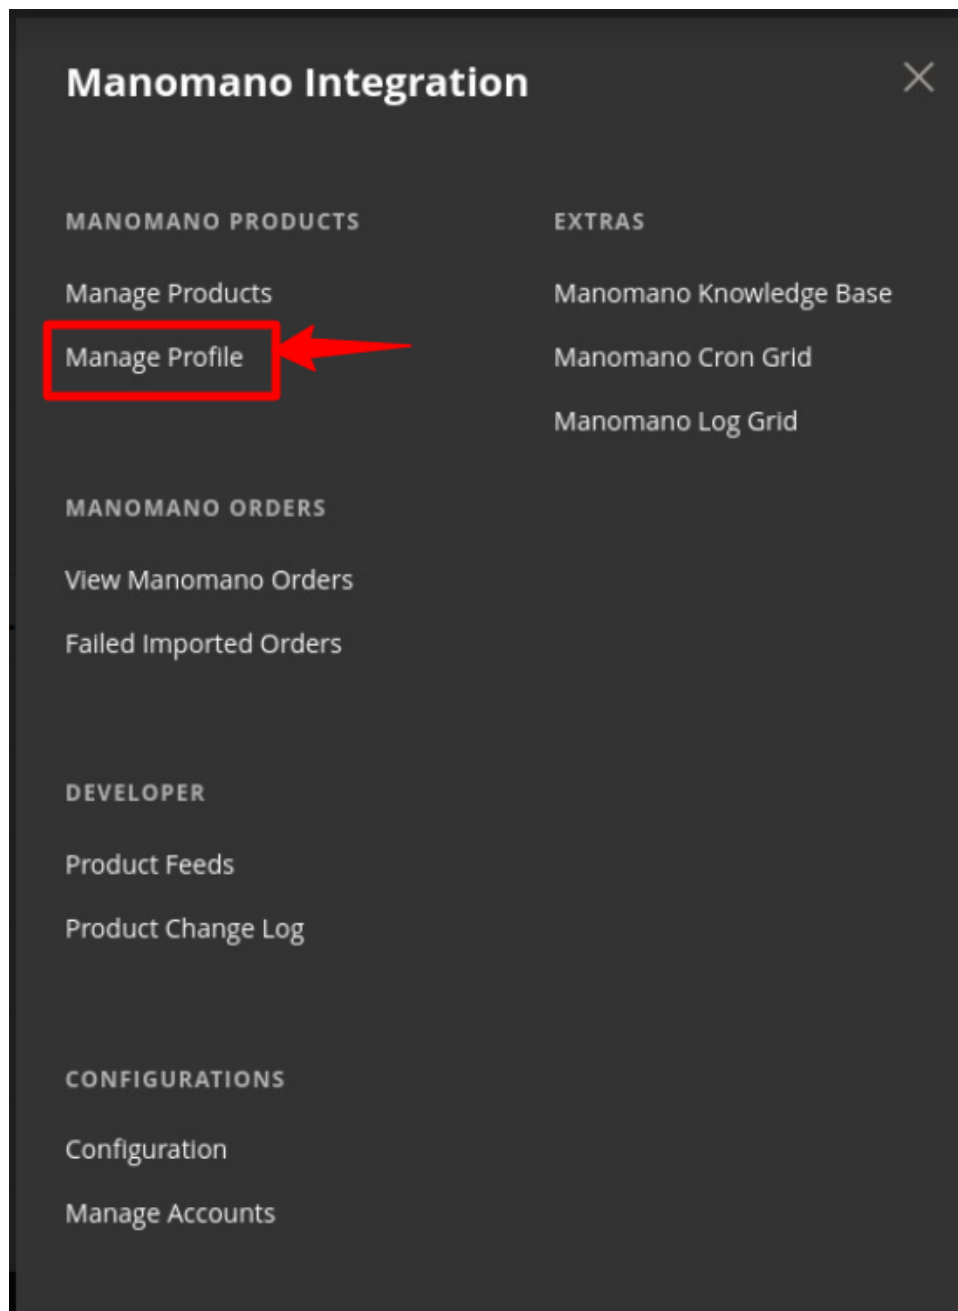 Manomano Integration
MANOMANO PRODUCTS
Manage Products
Manage Profile
MANOMANO ORDERS
View Manomano Orders
Failed Imported Orders
DEVELOPER
Product Feeds
Product Change Log
CONFIGURATIONS
Configuration
Manage Accounts
EXTRAS
Manomano Knowledge Base
Manomano Cron Grid
Manomano Log Grid